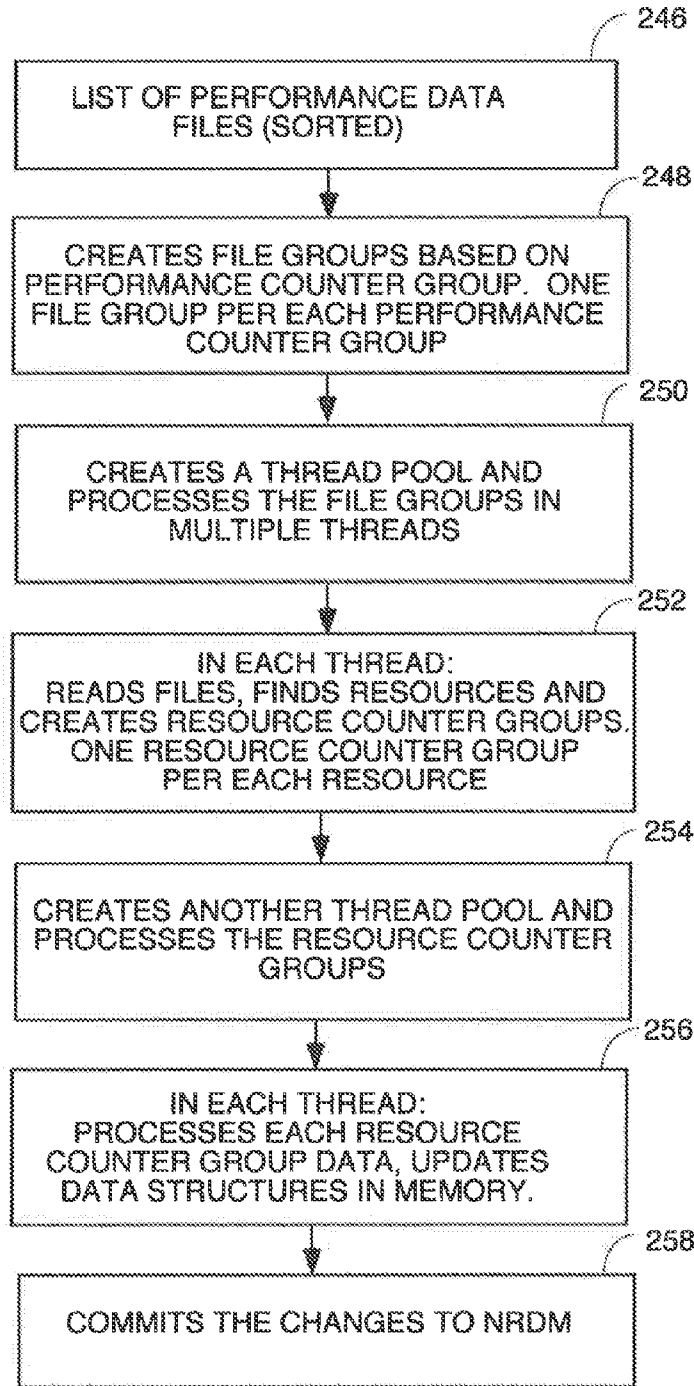 246
LIST OF PERFORMANCE DATA
FILES (SORTED)
248
CREATES FILE GROUPS BASED ON
PERFORMANCE COUNTER GROUP. ONE
FILE GROUP PER EACH PERFORMANCE
COUNTER GROUP
250
CREATES A THREAD POOL AND
PROCESSES THE FILE GROUPS IN
MULTIPLE THREADS
252
IN EACH THREAD:
READS FILES, FINDS RESOURCES AND
CREATES RESOURCE COUNTER GROUPS.
ONE RESOURCE COUNTER GROUP
PER EACH RESOURCE
254
CREATES ANOTHER THREAD POOL AND
PROCESSES THE RESOURCE COUNTER
GROUPS
256
IN EACH THREAD:
PROCESSES EACH RESOURCE
COUNTER GROUP DATA, UPDATES
DATA STRUCTURES IN MEMORY.
258
COMMITS THE CHANGES TO NRDM